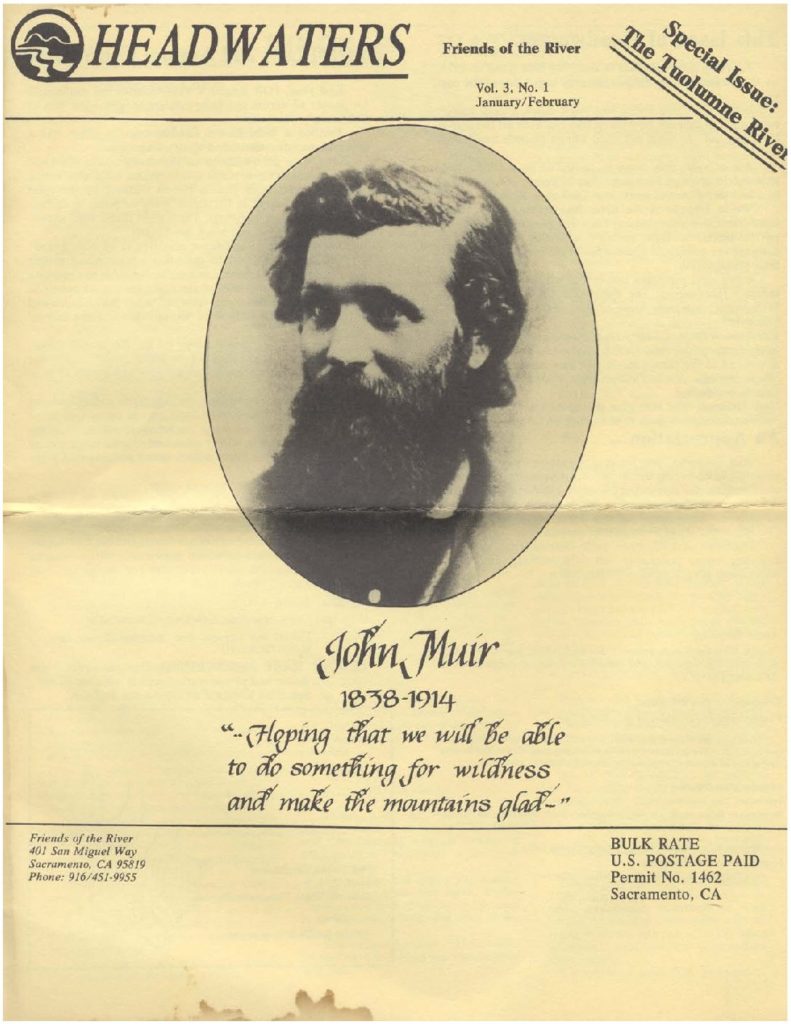 HEADWATERS
Friends of the River
Vol. 3, No. 1
January/February
Special Issue:
The Tuolumne River
John Muir
1838-1914
“--Hoping that we will be able
to do something for wildness
and make the mountains glad--”
Friends of the River
401 San Miguel Way
Sacramento, CA 95819
Phone: 916/451-9955
BULK RATE
U.S. POSTAGE PAID
Permit No. 1462
Sacramento, CA